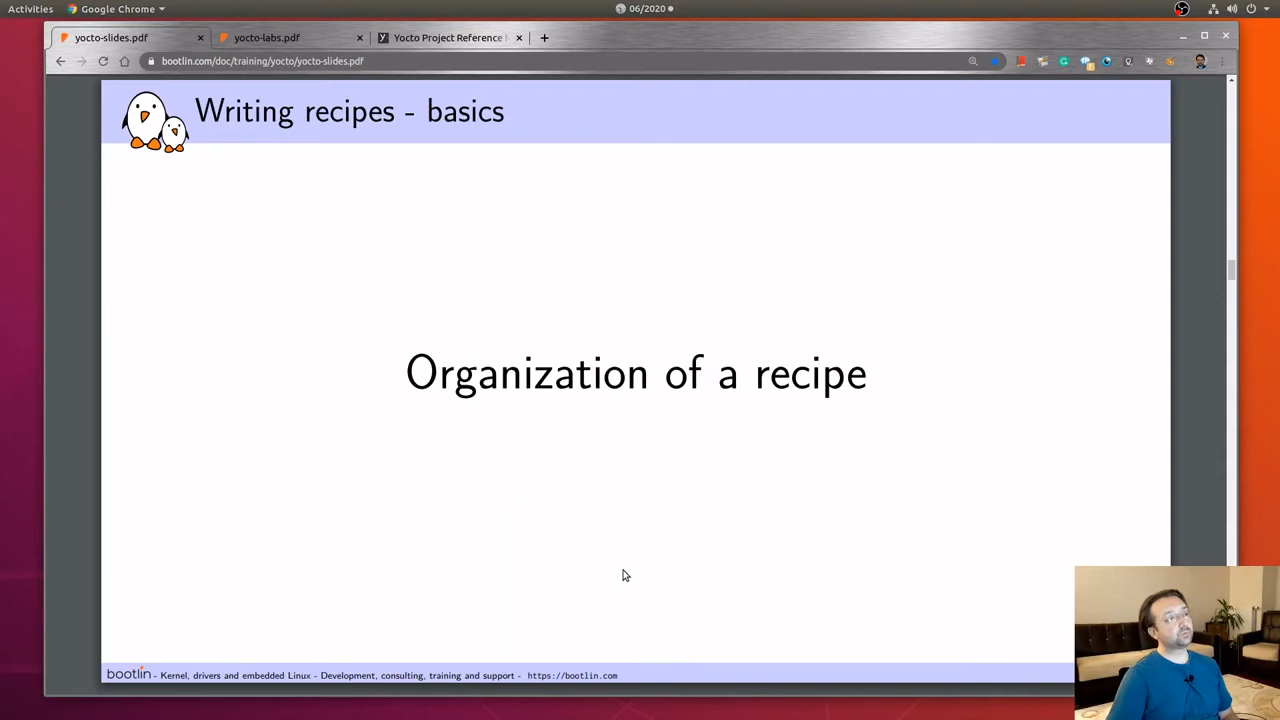 Activities Google Chrome 06/2020
yocto-slides.pdf yocto-labs.pdf Yocto Project Reference
bootlin.com/doc/training/yocto/yocto-slides.pdf
Writing recipes - basics
Organization of a recipe
bootlin - Kernel, drivers and embedded Linux - Development, consulting, training and support - https://bootlin.com